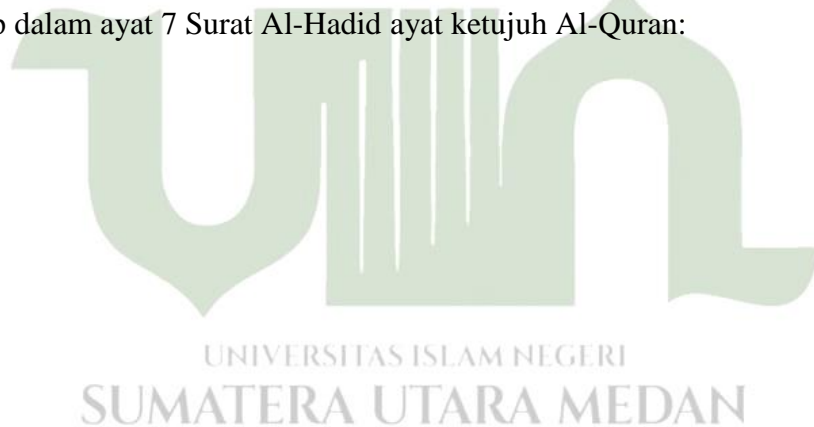 dalam ayat 7 Surat Al-Hadid ayat ketujuh Al-Quran:
UNIVERSITAS ISLAM NEGERI
SUMATERA UTARA MEDAN